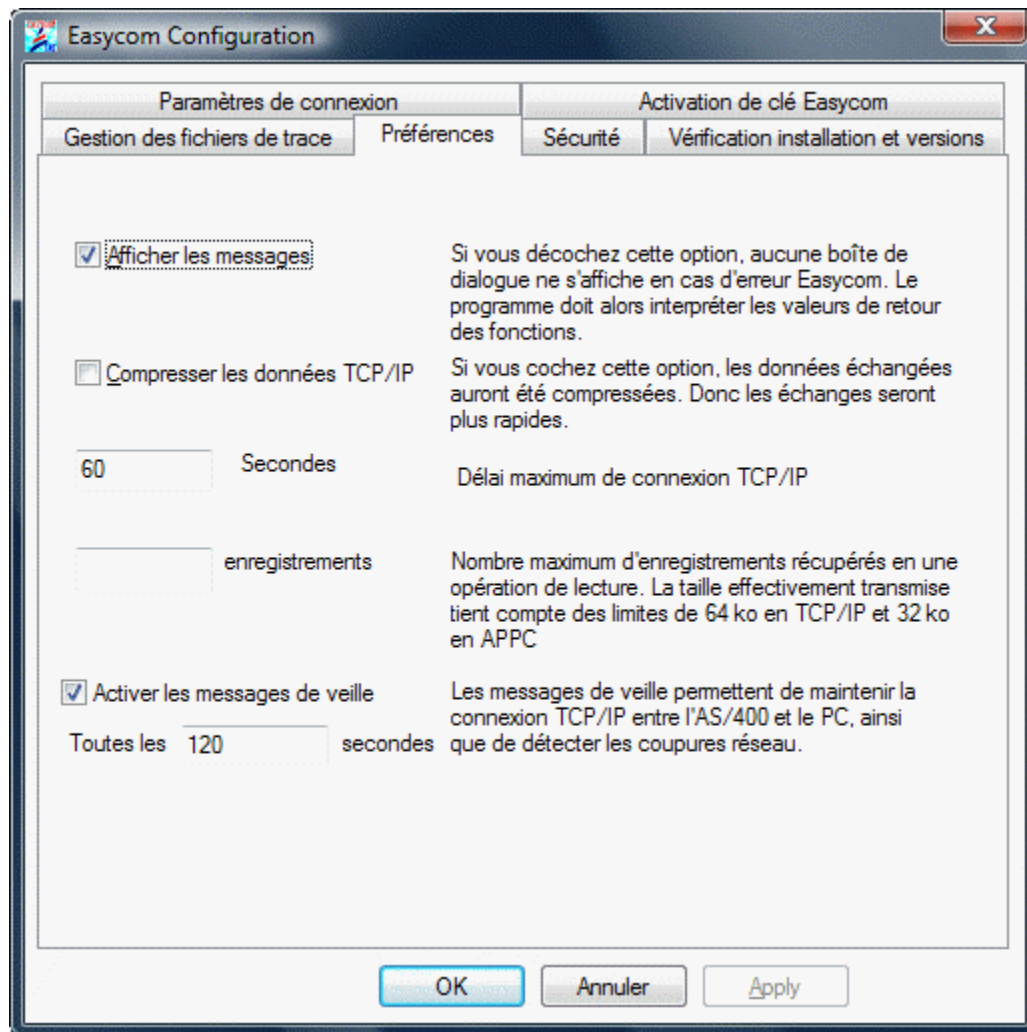 Easycom Configuration
Paramètres de connexion
Activation de clé Easycom
Gestion des fichiers de trace
Préférences
Sécurité
Vérification installation et versions
Afficher les messages
Si vous décochez cette option, aucune boîte de
dialogue ne s'affiche en cas d'erreur Easycom. Le
programme doit alors interpréter les valeurs de retour
des fonctions.
Compresser les données TCP/IP
Si vous cochez cette option, les données échangées
auront été compressées. Donc les échanges seront
plus rapides.
60 Secondes
Délai maximum de connexion TCP/IP
enregistrements
Nombre maximum d'enregistrements récupérés en une
opération de lecture. La taille effectivement transmise
tient compte des limites de 64 ko en TCP/IP et 32 ko
en APPC
Activer les messages de veille
Toutes les 120 secondes
Les messages de veille permettent de maintenir la
connexion TCP/IP entre l'AS/400 et le PC, ainsi
que de détecter les coupures réseau.
OK
Annuler
Apply